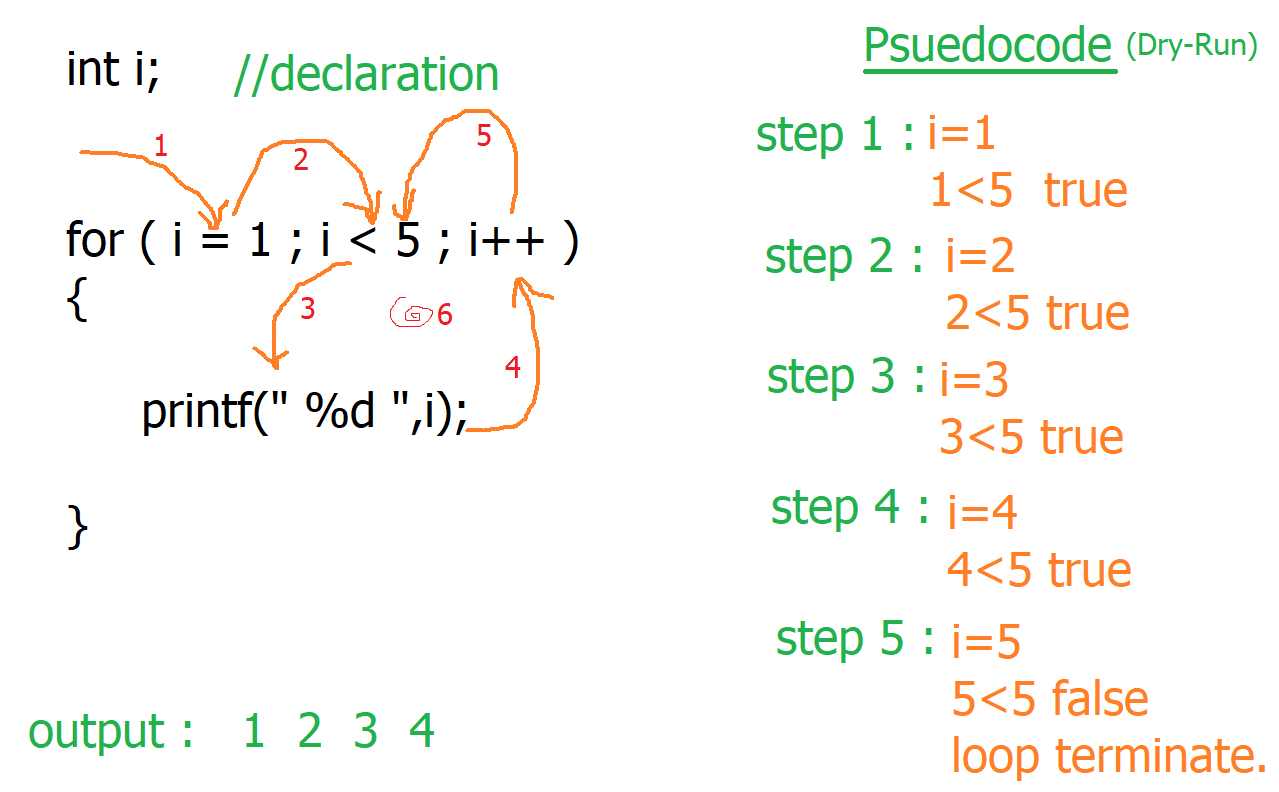 int i; //declaration
1 2 5
for ( i = 1 ; i < 5 ; i++ )
{
3 6 4
printf(" %d ",i);
}
output : 1 2 3 4
Psuedocode (Dry-Run)
step 1 : i=1
1<5 true
step 2 : i=2
2<5 true
step 3 : i=3
3<5 true
step 4 : i=4
4<5 true
step 5 : i=5
5<5 false
loop terminate.